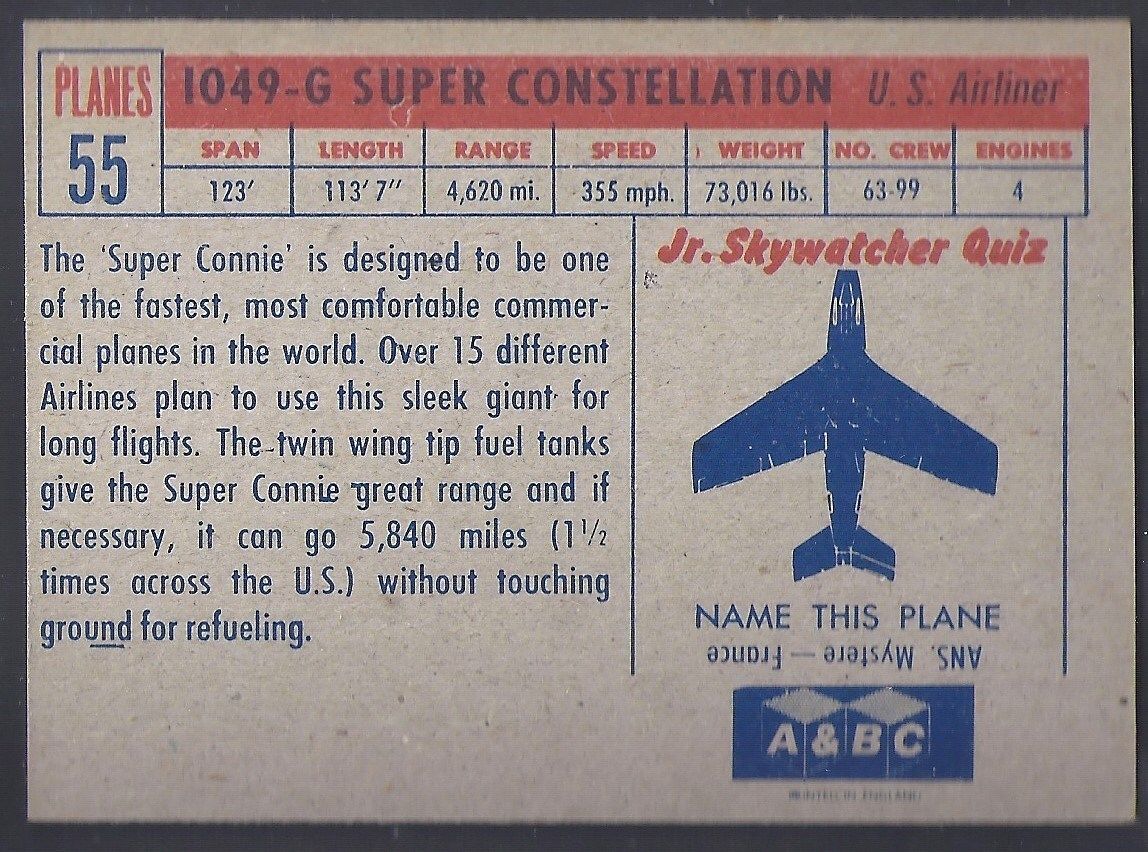 PLANES
55
1049-G SUPER CONSTELLATION U. S. Airliner
SPAN LENGTH RANGE SPEED WEIGHT NO. CREW ENGINES
123′ 113′ 7″ 4,620 mi. 355 mph. 73,016 lbs. 63-99 4
The ‘Super Connie’ is designed to be one
of the fastest, most comfortable commer-
cial planes in the world. Over 15 different
Airlines plan to use this sleek giant for
long flights. The twin wing tip fuel tanks
give the Super Connie great range and if
necessary, it can go 5,840 miles (1½
times across the U.S.) without touching
ground for refueling.
Jr. Skywatcher Quiz
NAME THIS PLANE
ANS. Mystere — France
A & B C
PRINTED IN ENGLAND